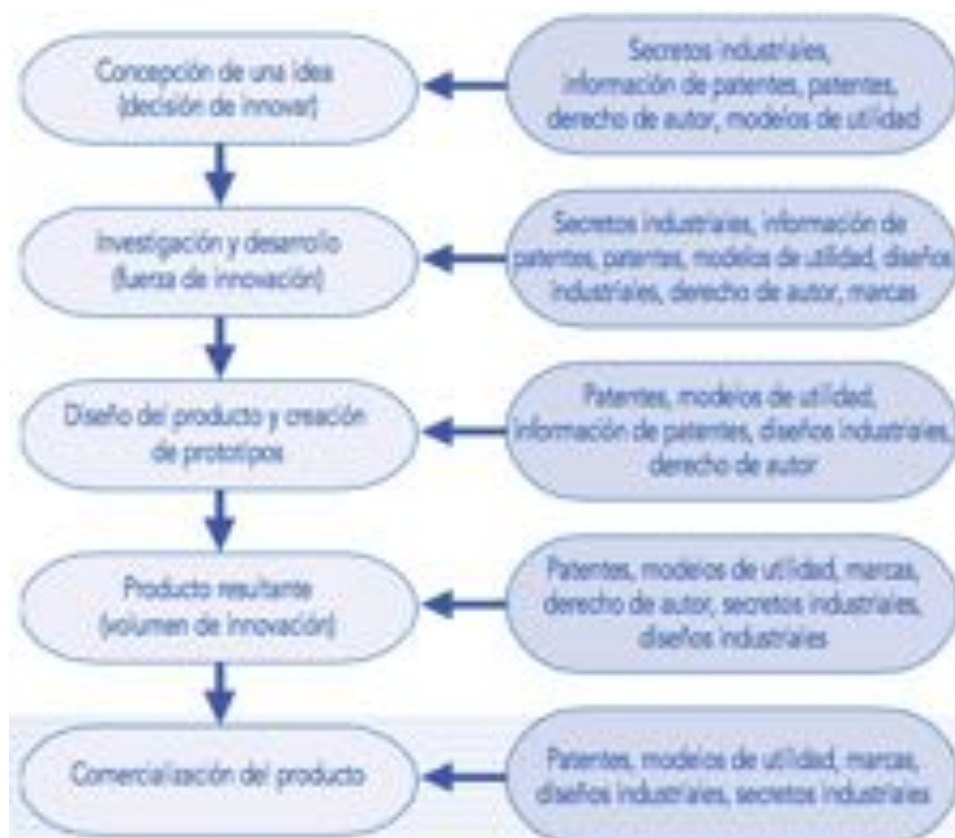 Concepción de una idea
(decisión de innovar)
Secretos industriales,
información de patentes, patentes,
derecho de autor, modelos de utilidad
Investigación y desarrollo
(fuerza de innovación)
Secretos industriales, información de
patentes, patentes, modelos de utilidad, diseños
industriales, derecho de autor, marcas
Diseño del producto y creación
de prototipos
Patentes, modelos de utilidad,
información de patentes, diseños industriales,
derecho de autor
Producto resultante
(volumen de innovación)
Patentes, modelos de utilidad, marcas,
derecho de autor, secretos industriales,
diseños industriales
Comercialización del producto
Patentes, modelos de utilidad, marcas,
diseños industriales, secretos industriales